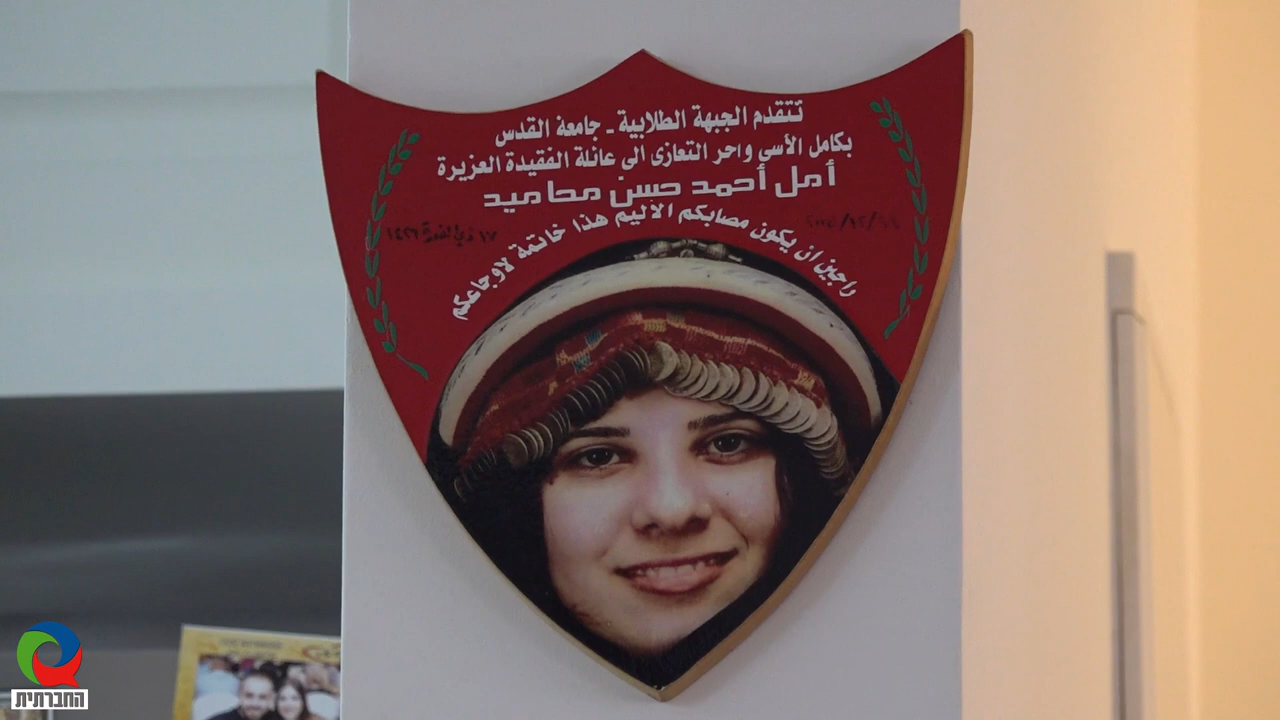 تتقدم الجبهة الطلابية - جامعة القدس
بكامل الأسى واحر التعازي الى عائلة الفقيدة العزيزة
أمل أحمد حسن محاميد
راجين ان يكون مصابكم الاليم هذا خاتمة لاوجاعكم
החברתית